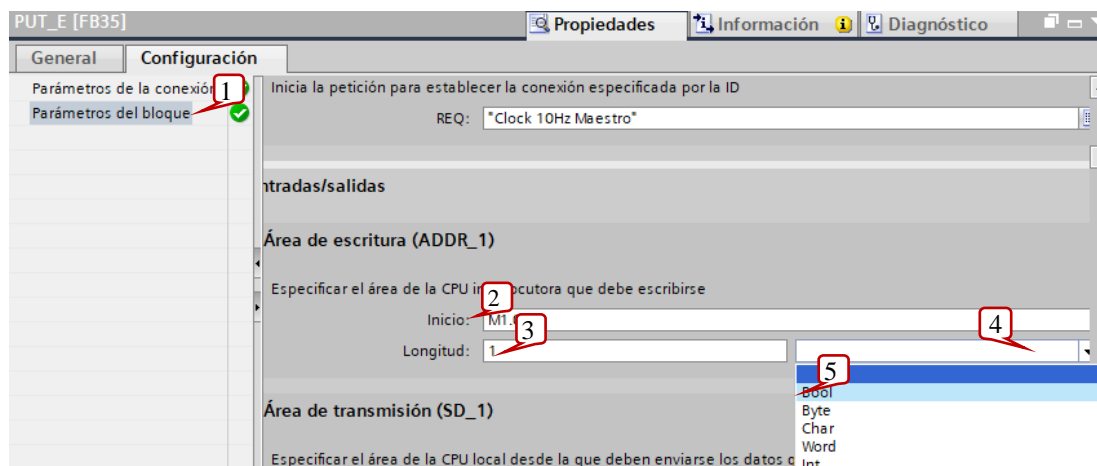 PUT_E [FB35]
Propiedades
Información
Diagnóstico
General
Configuración
Parámetros de la conexión
1
Inicia la petición para establecer la conexión especificada por la ID
Parámetros del bloque
REQ: "Clock 10Hz Maestro"
ntradas/salidas
Área de escritura (ADDR_1)
Especificar el área de la CPU in ocutora que debe escribirse
2
Inicio: M1.
3
4
Longitud: 1
5
Bool
Área de transmisión (SD_1)
Byte
Char
Word
Especificar el área de la CPU local desde la que deben enviarse los datos
Int